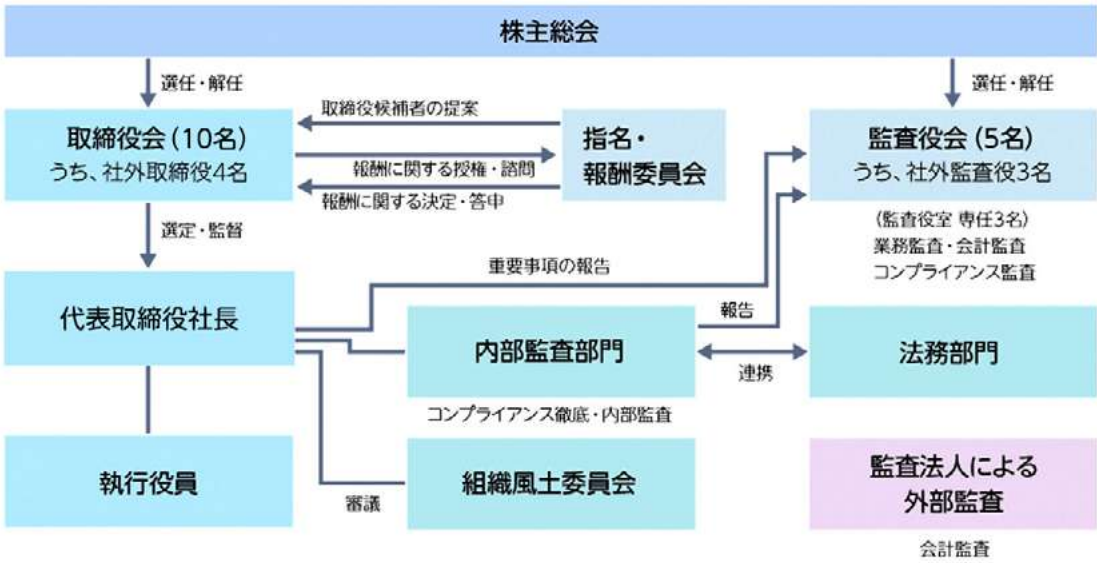 株主総会
選任・解任
選任・解任
取締役会(10名)
うち、社外取締役4名
取締役候補者の提案
報酬に関する授権・諮問
報酬に関する決定・答申
指名・
報酬委員会
監査役会(5名)
うち、社外監査役3名
(監査役室 専任3名)
業務監査・会計監査
コンプライアンス監査
選定・監督
代表取締役社長
重要事項の報告
報告
内部監査部門
連携
法務部門
コンプライアンス徹底・内部監査
執行役員
審議
組織風土委員会
監査法人による
外部監査
会計監査